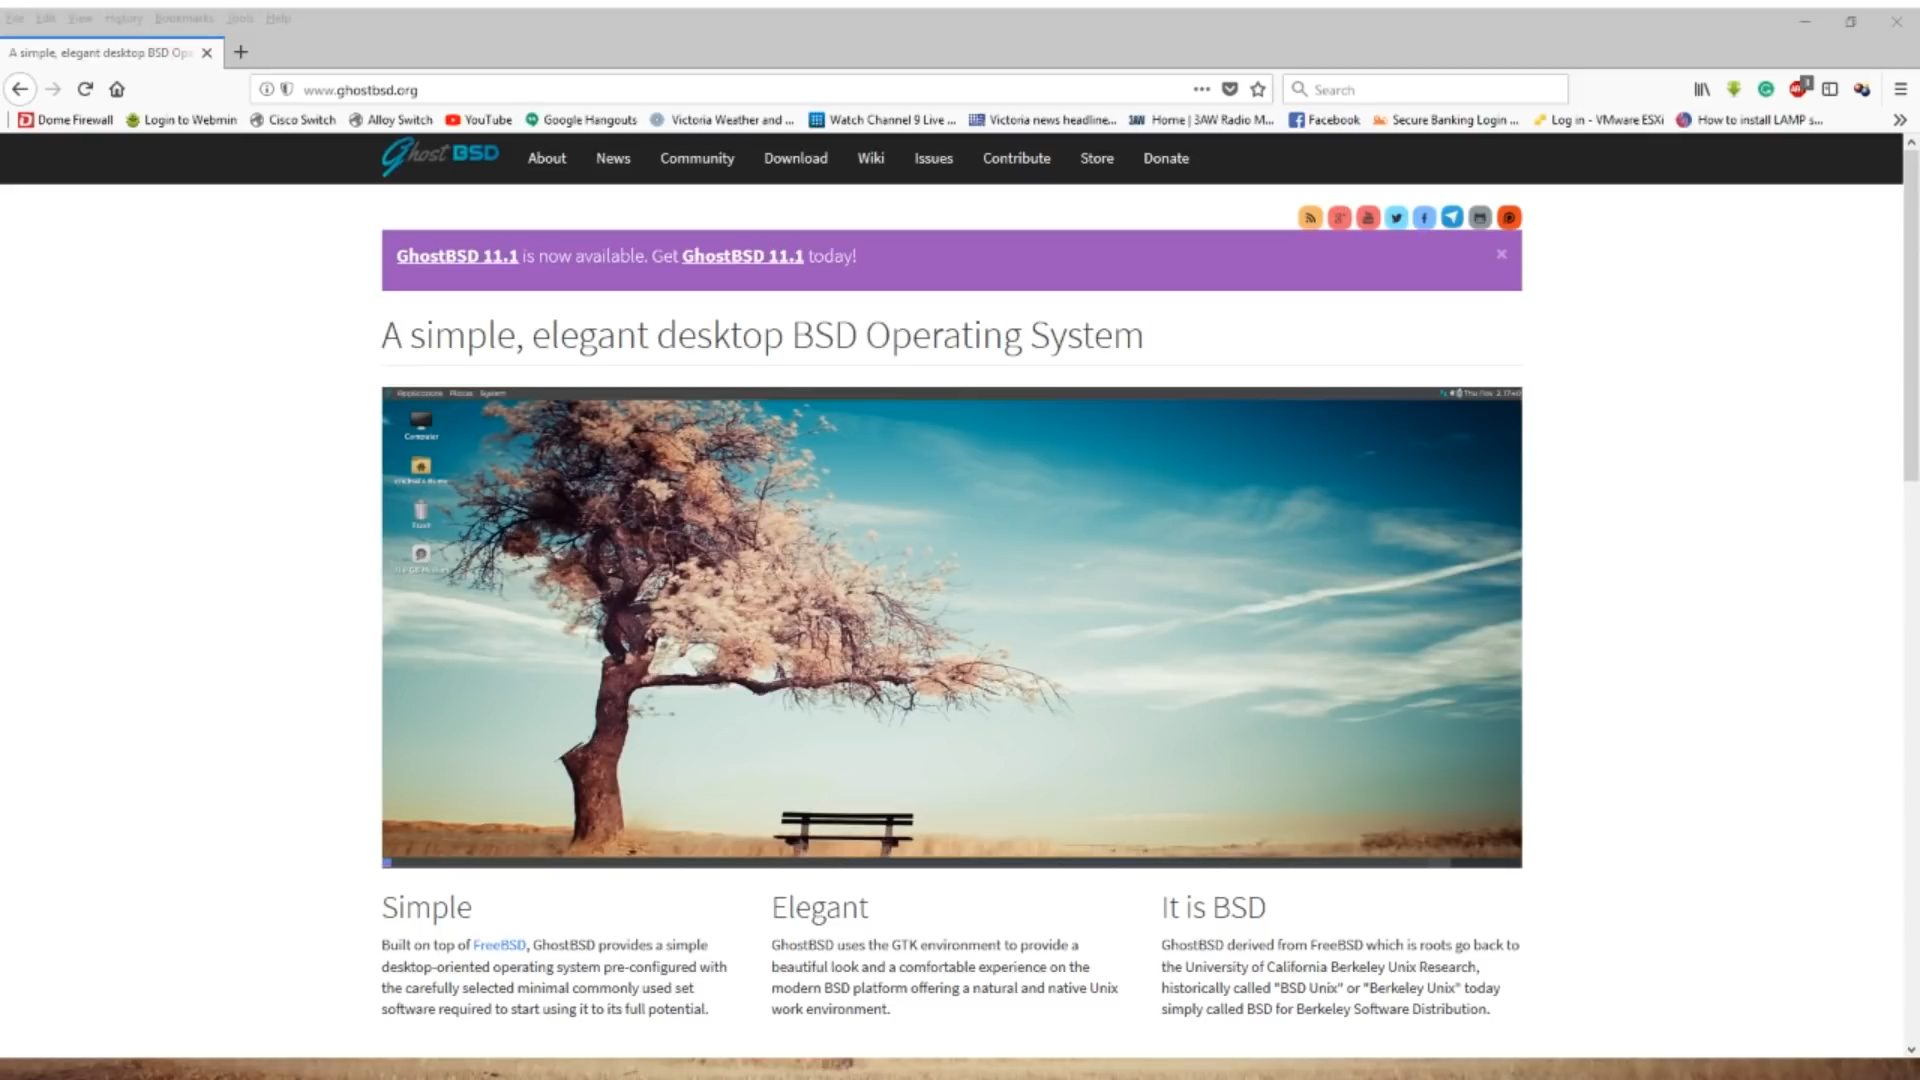 File Edit View History Bookmarks Tools Help
A simple, elegant desktop BSD Ope
www.ghostbsd.org
Search
Dome Firewall Login to Webmin Cisco Switch Alloy Switch YouTube Google Hangouts Victoria Weather and ... Watch Channel 9 Live ... Victoria news headline... 3AW Home | 3AW Radio M... Facebook Secure Banking Login ... Log in - VMware ESXi How to install LAMP s...
Ghost BSD About News Community Download Wiki Issues Contribute Store Donate
GhostBSD 11.1 is now available. Get GhostBSD 11.1 today!
A simple, elegant desktop BSD Operating System
Applications Places System
Computer
Trash
Simple
Built on top of FreeBSD, GhostBSD provides a simple
desktop-oriented operating system pre-configured with
the carefully selected minimal commonly used set
software required to start using it to its full potential.
Elegant
GhostBSD uses the GTK environment to provide a
beautiful look and a comfortable experience on the
modern BSD platform offering a natural and native Unix
work environment.
It is BSD
GhostBSD derived from FreeBSD which is roots go back to
the University of California Berkeley Unix Research,
historically called "BSD Unix" or "Berkeley Unix" today
simply called BSD for Berkeley Software Distribution.